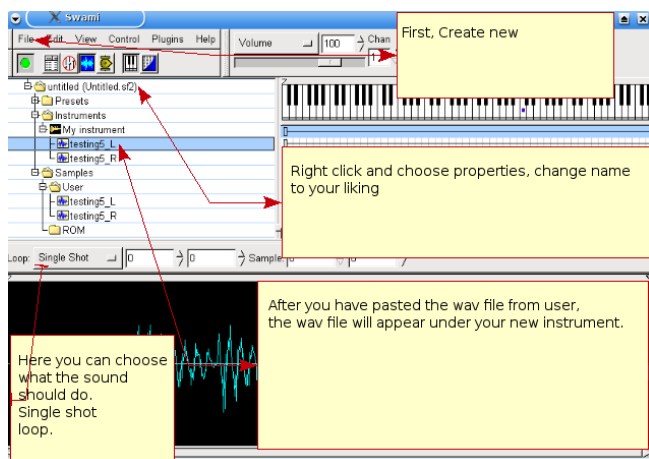 Swami
File Edit View Control Plugins Help
Volume 100 Chan
1
First, Create new
untitled (Untitled.sf2)
Presets
Instruments
My instrument
testing5_L
testing5_R
Samples
User
testing5_L
testing5_R
ROM
Right click and choose properties, change name
to your liking
Loop: Single Shot 0 0 Sample: 0 0
After you have pasted the wav file from user,
the wav file will appear under your new instrument.
Here you can choose
what the sound
should do.
Single shot
loop.